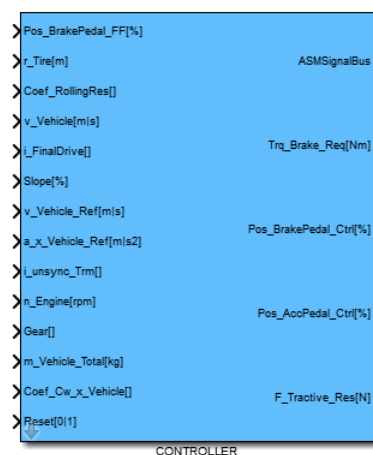 Pos_BrakePedal_FF[%]
r_Tire[m]
Coef_RollingRes[]
v_Vehicle[m|s]
i_FinalDrive[]
Slope[%]
v_Vehicle_Ref[m|s]
a_x_Vehicle_Ref[m|s2]
i_unsync_Trm[]
n_Engine[rpm]
Gear[]
m_Vehicle_Total[kg]
Coef_Cw_x_Vehicle[]
Reset[0|1]
ASMSignalBus
Trq_Brake_Req[Nm]
Pos_BrakePedal_Ctrl[%]
Pos_AccPedal_Ctrl[%]
F_Tractive_Res[N]
CONTROLLER